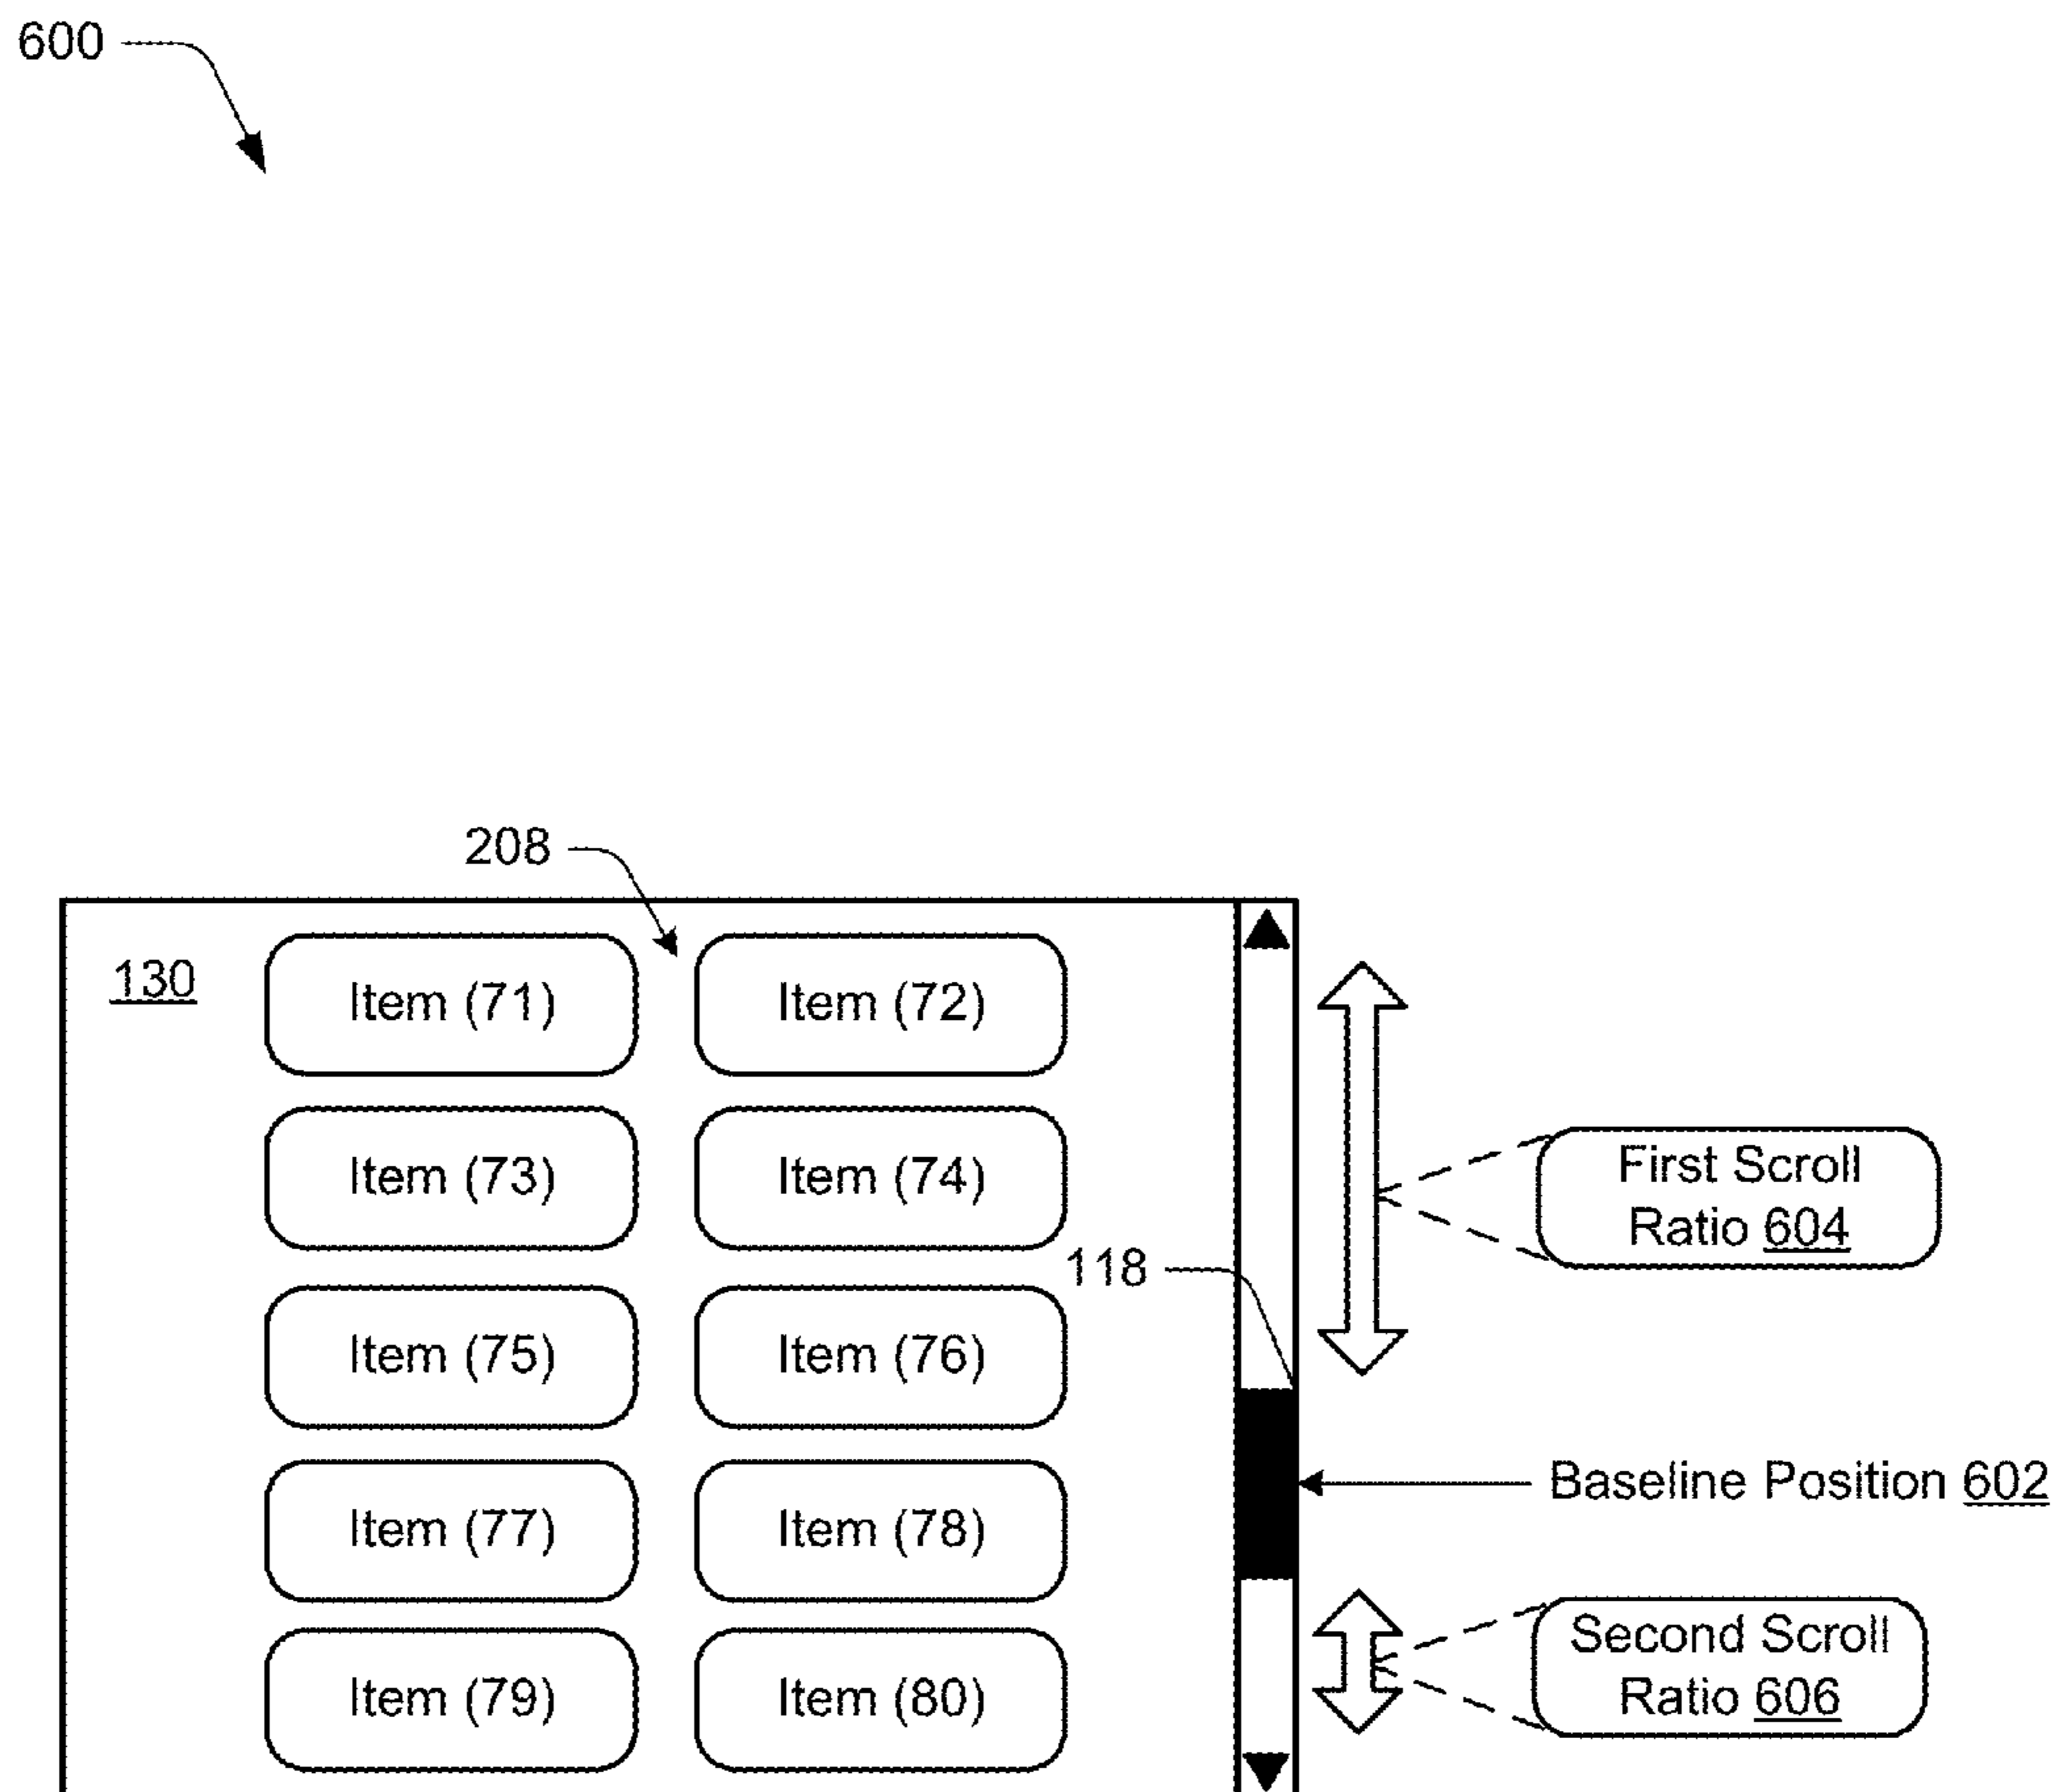 600
208
130
Item (71)
Item (72)
Item (73)
Item (74)
First Scroll
Ratio 604
118
Item (75)
Item (76)
Baseline Position 602
Item (77)
Item (78)
Second Scroll
Ratio 606
Item (79)
Item (80)